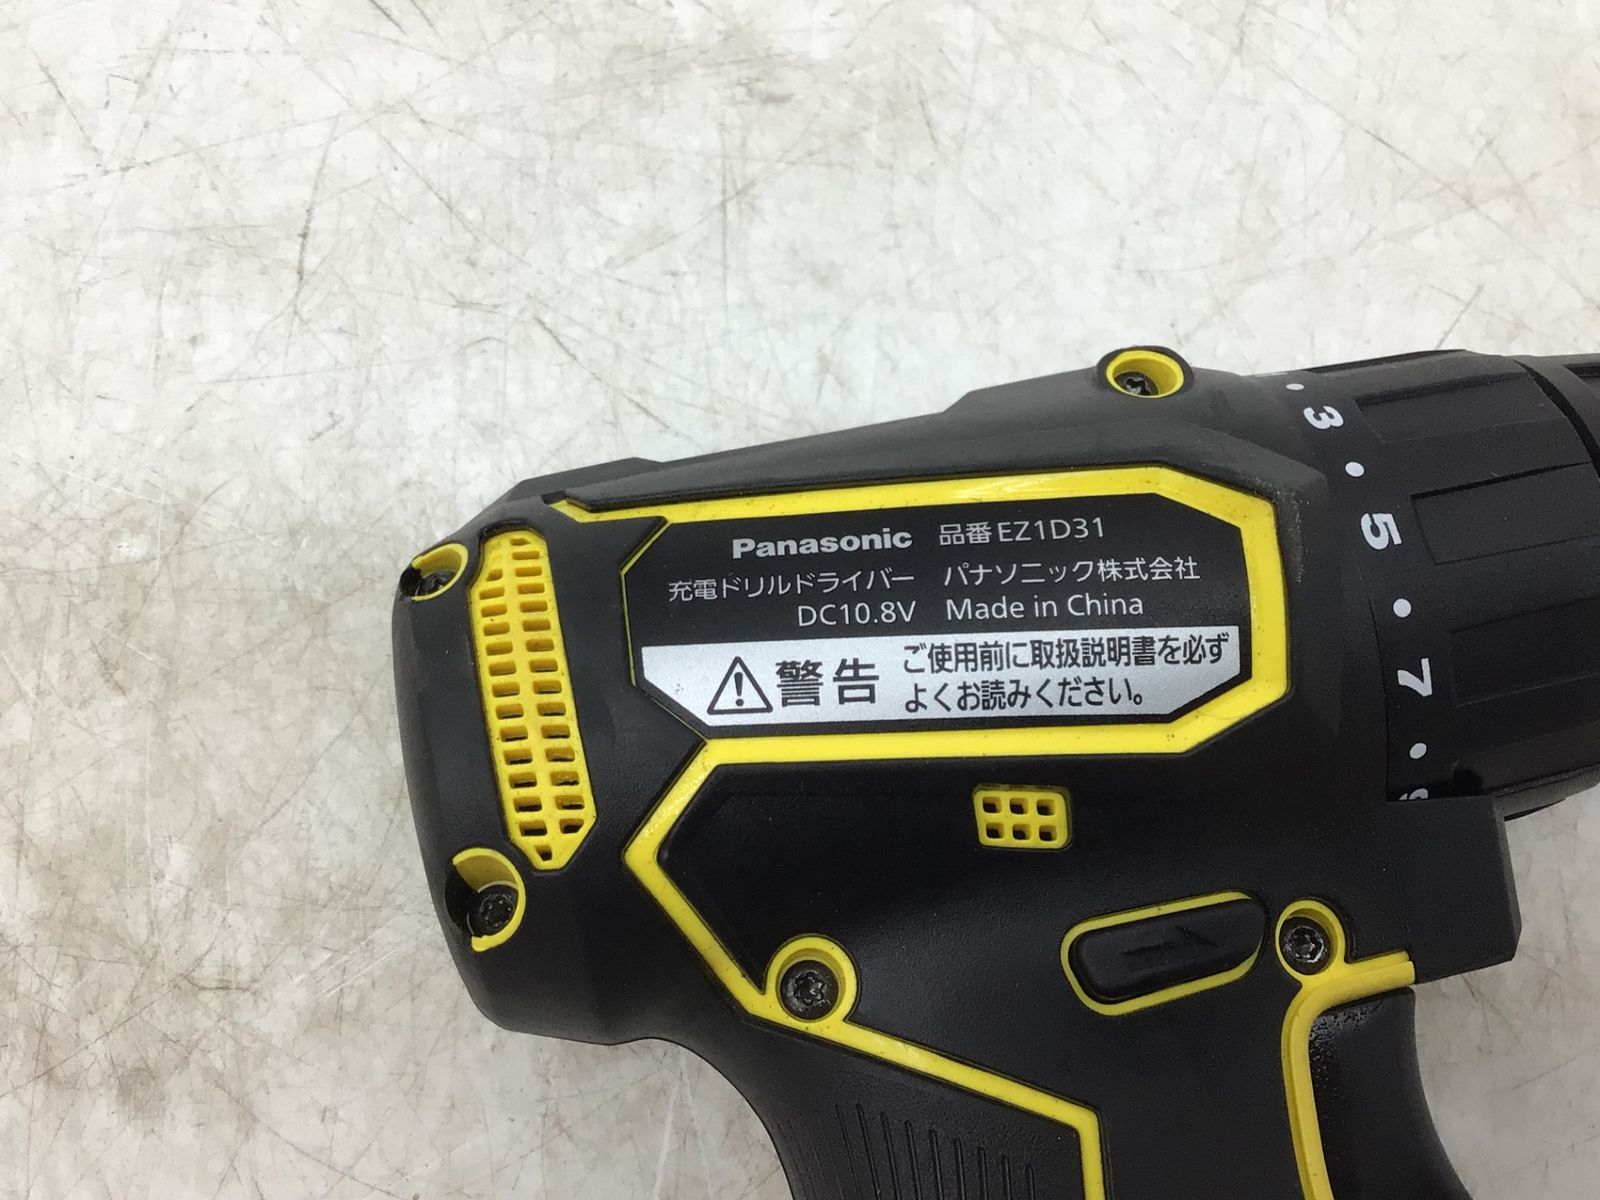 Panasonic 品番 EZ1D31
充電ドリルドライバー パナソニック株式会社
DC10.8V Made in China
警告 ご使用前に取扱説明書を必ず
よくお読みください。
3
5
7
9